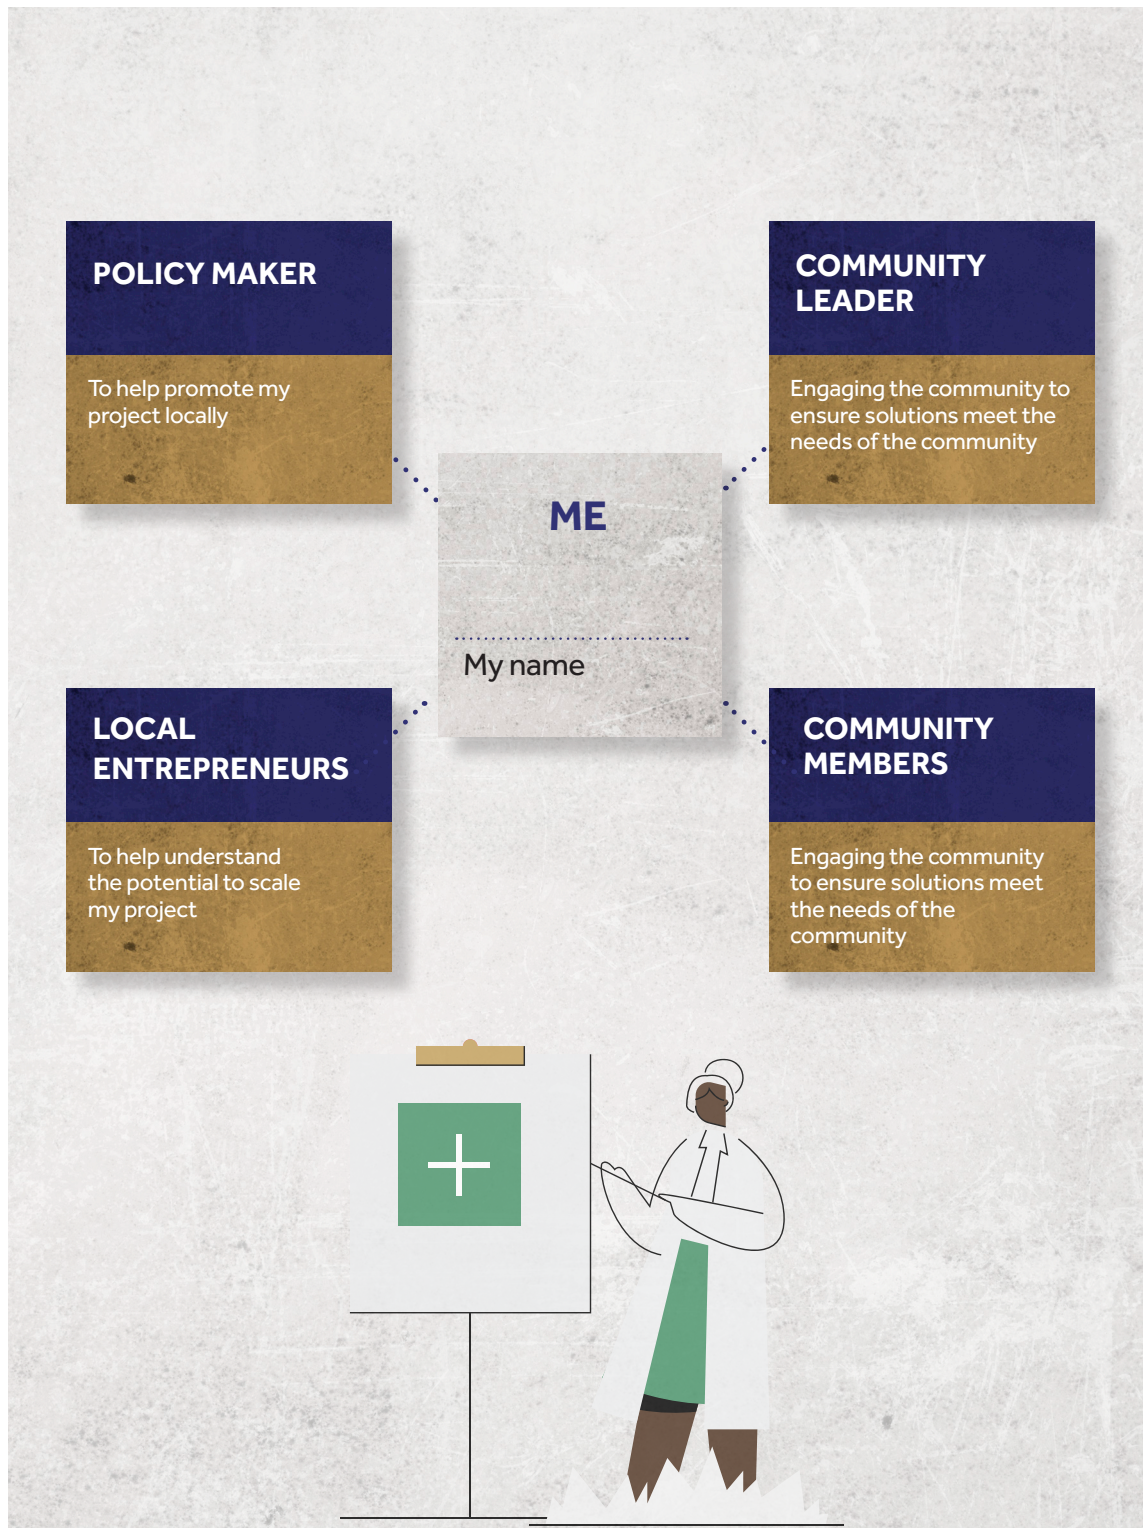 POLICY MAKER
To help promote my
project locally
COMMUNITY
LEADER
Engaging the community to
ensure solutions meet the
needs of the community
ME
My name
LOCAL
ENTREPRENEURS
To help understand
the potential to scale
my project
COMMUNITY
MEMBERS
Engaging the community
to ensure solutions meet
the needs of the
community